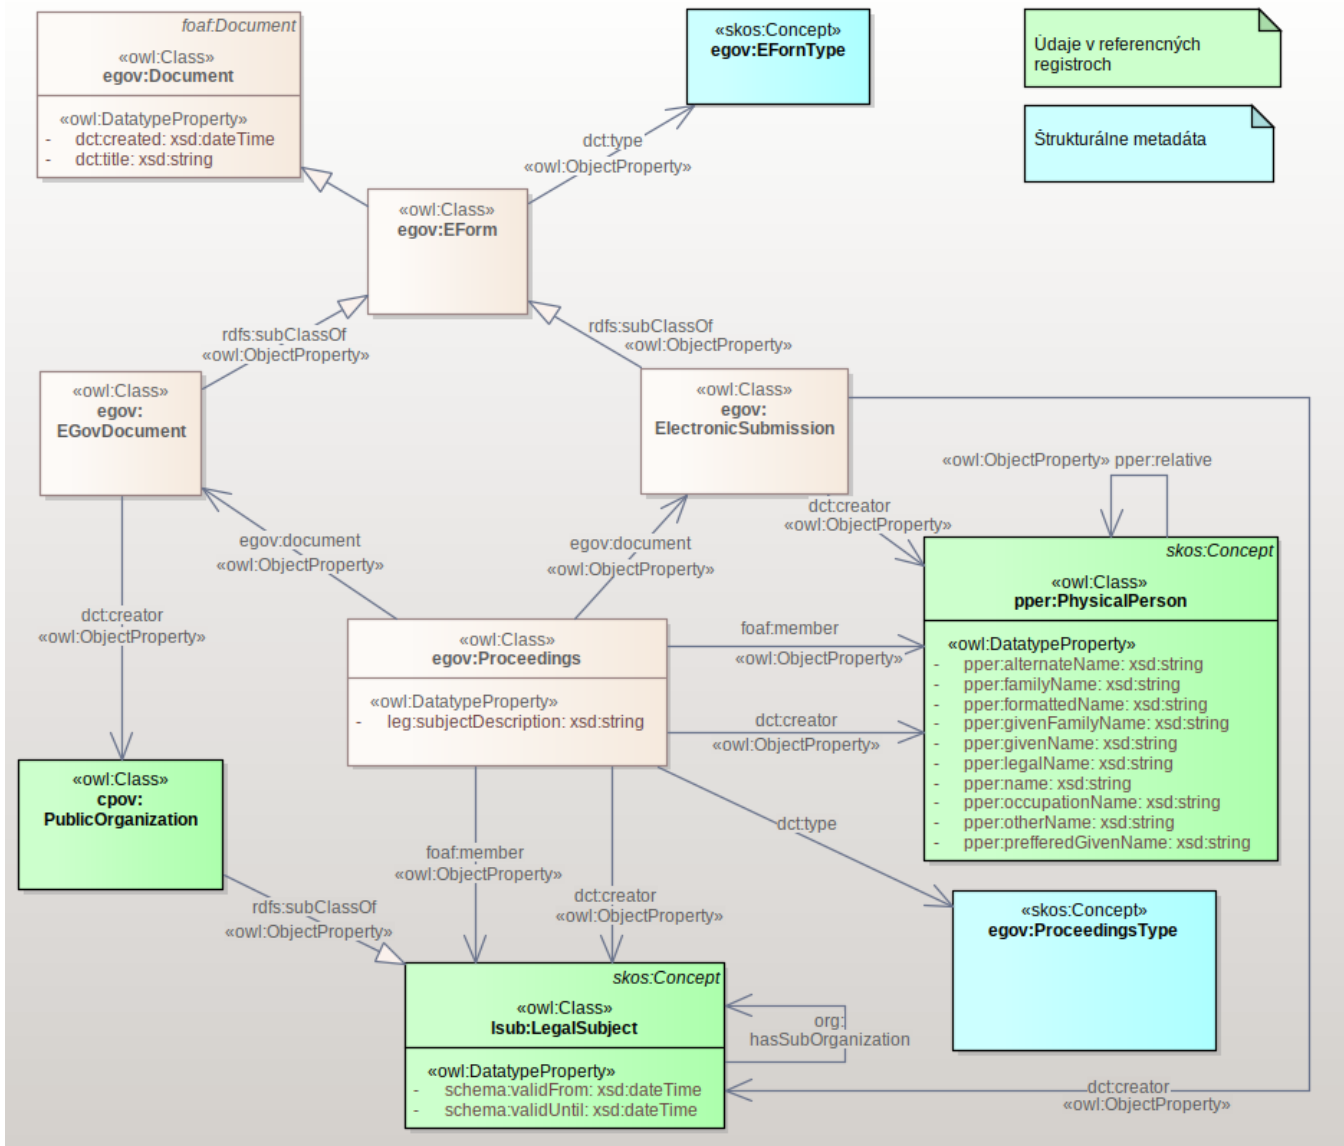 foaf:Document
«owl:Class»
egov:Document
«owl:DatatypeProperty»
- dct:created: xsd:dateTime
- dct:title: xsd:string
«skos:Concept»
egov:EFornType
Údaje v referencných
registroch
Štrukturálne metadáta
dct:type
«owl:ObjectProperty»
«owl:Class»
egov:EForm
rdfs:subClassOf
«owl:ObjectProperty»
rdfs:subClassOf
«owl:ObjectProperty»
«owl:Class»
egov:
EGovDocument
«owl:Class»
egov:
ElectronicSubmission
«owl:ObjectProperty» pper:relative
dct:creator
«owl:ObjectProperty»
egov:document
«owl:ObjectProperty»
egov:document
«owl:ObjectProperty»
skos:Concept
«owl:Class»
pper:PhysicalPerson
«owl:DatatypeProperty»
- pper:alternateName: xsd:string
- pper:familyName: xsd:string
- pper:formattedName: xsd:string
- pper:givenFamilyName: xsd:string
- pper:givenName: xsd:string
- pper:legalName: xsd:string
- pper:name: xsd:string
- pper:occupationName: xsd:string
- pper:otherName: xsd:string
- pper:prefferedGivenName: xsd:string
dct:creator
«owl:ObjectProperty»
«owl:Class»
egov:Proceedings
«owl:DatatypeProperty»
- leg:subjectDescription: xsd:string
foaf:member
«owl:ObjectProperty»
dct:creator
«owl:ObjectProperty»
«owl:Class»
cpov:
PublicOrganization
dct:type
foaf:member
«owl:ObjectProperty»
dct:creator
«owl:ObjectProperty»
rdfs:subClassOf
«owl:ObjectProperty»
«skos:Concept»
egov:ProceedingsType
skos:Concept
«owl:Class»
lsub:LegalSubject
«owl:DatatypeProperty»
- schema:validFrom: xsd:dateTime
- schema:validUntil: xsd:dateTime
org:
hasSubOrganization
dct:creator
«owl:ObjectProperty»